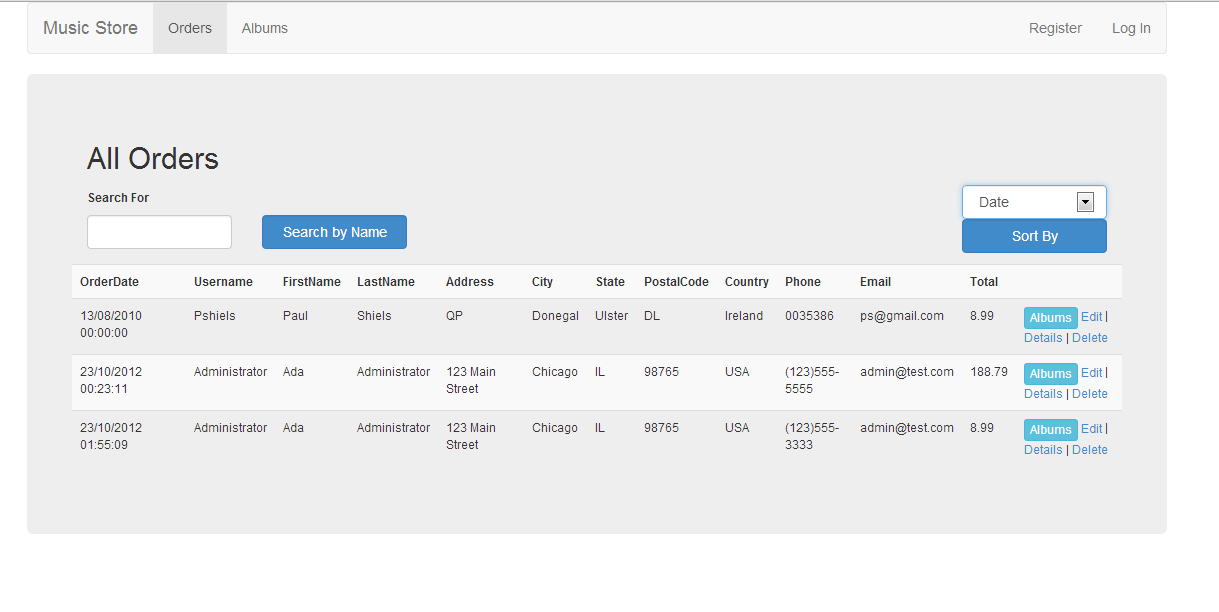 Music Store Orders Albums Register Log In
All Orders
Search For
Search by Name
Date
Sort By
OrderDate Username FirstName LastName Address City State PostalCode Country Phone Email Total
13/08/2010 00:00:00 Pshiels Paul Shiels QP Donegal Ulster DL Ireland 0035386 ps@gmail.com 8.99 Albums Edit |
Details | Delete
23/10/2012 00:23:11 Administrator Ada Administrator 123 Main Street Chicago IL 98765 USA (123)555-5555 admin@test.com 188.79 Albums Edit |
Details | Delete
23/10/2012 01:55:09 Administrator Ada Administrator 123 Main Street Chicago IL 98765 USA (123)555-3333 admin@test.com 8.99 Albums Edit |
Details | Delete